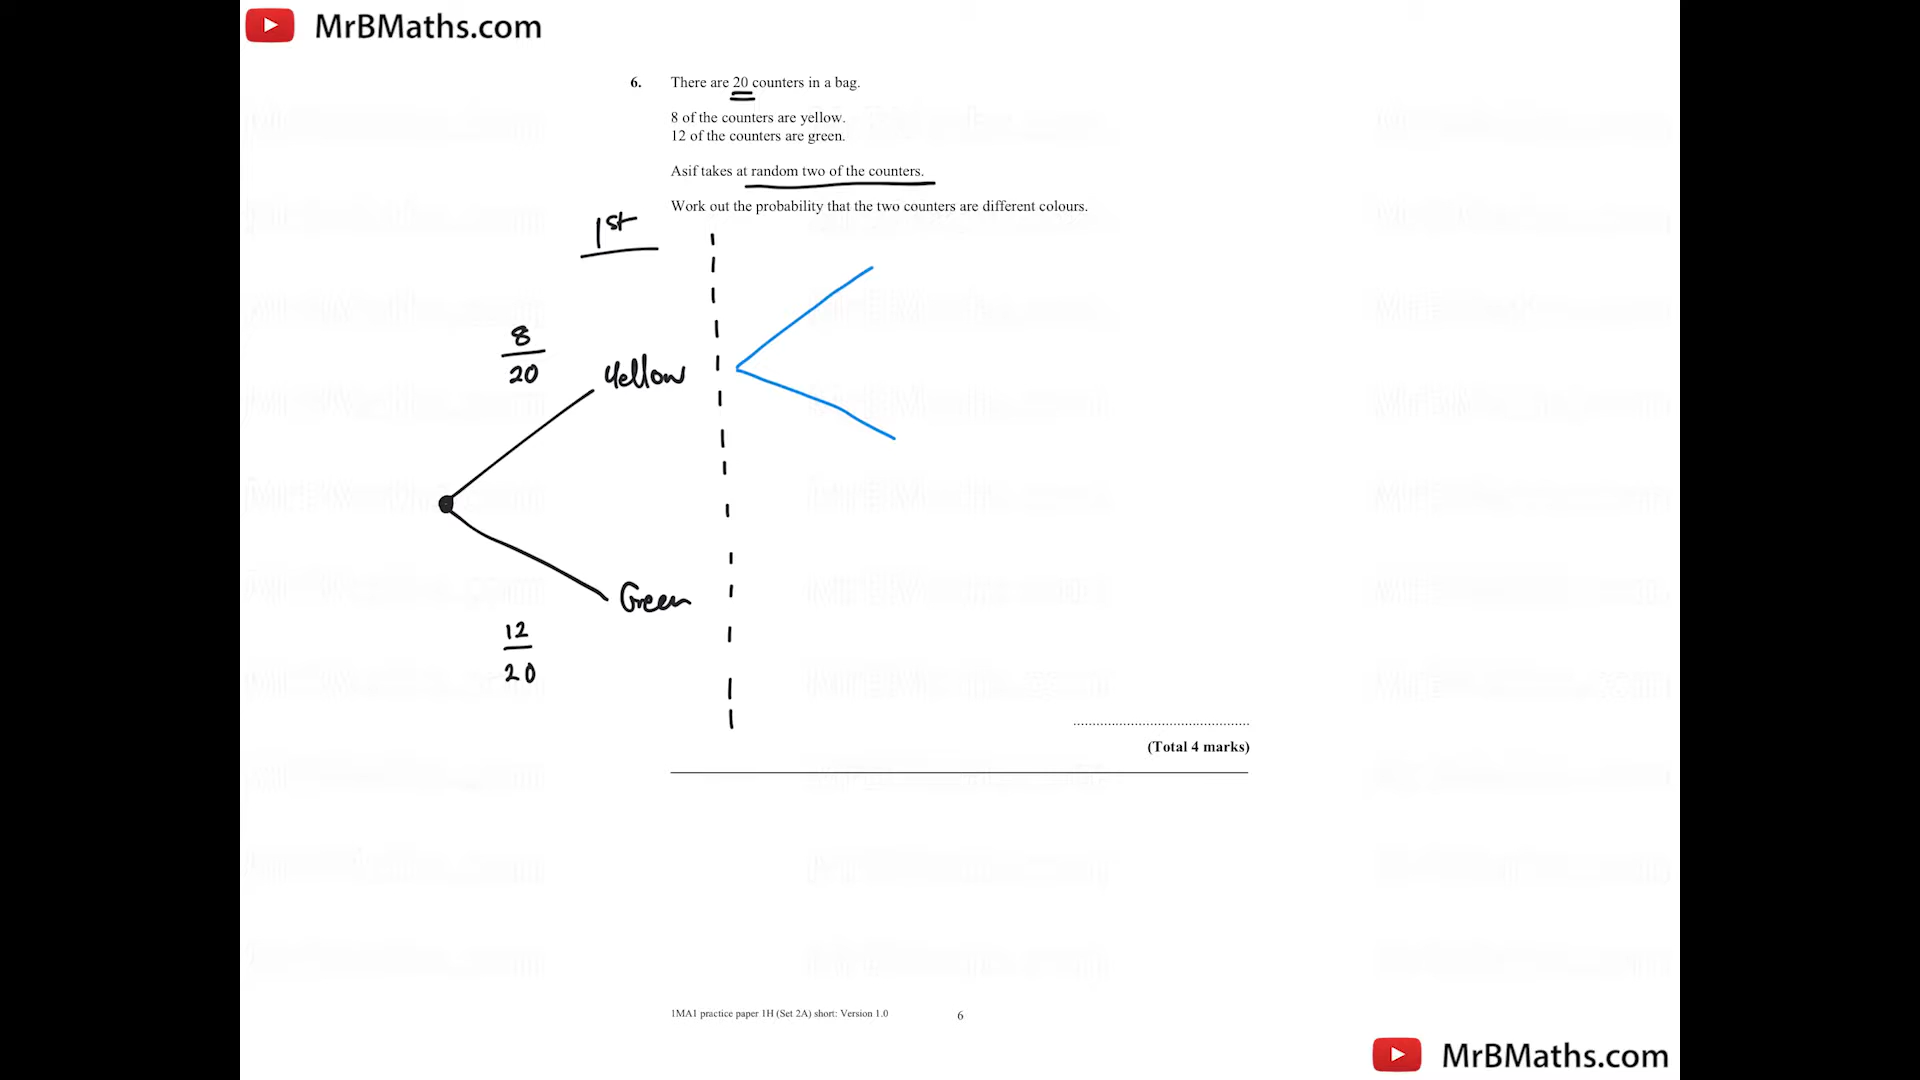 MrBMaths.com
6. There are 20 counters in a bag.
8 of the counters are yellow.
12 of the counters are green.
Asif takes at random two of the counters.
Work out the probability that the two counters are different colours.
1st
8
20
Yellow
Green
12
20
(Total 4 marks)
1MA1 practice paper 1H (Set 2A) short: Version 1.0
6
MrBMaths.com